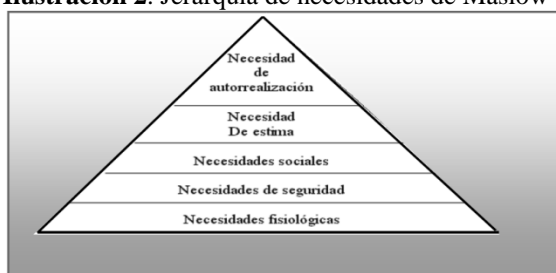 Ilustración 2. Jerarquía de necesidades de Maslow
Necesidad
de
autorrealización
Necesidad
De estima
Necesidades sociales
Necesidades de seguridad
Necesidades fisiológicas